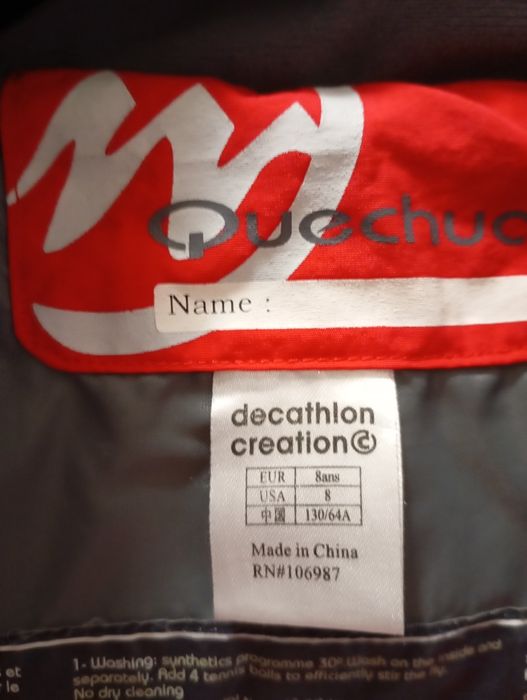 Quechua
Name :
decathlon
creation©
EUR 8ans
USA 8
中国 130/64A
Made in China
RN#106987
et
le
1- Washing: synthetics programme 30° wash on the inside and
separately. Add 4 tennis balls to efficiently stir the
No dry cleaning